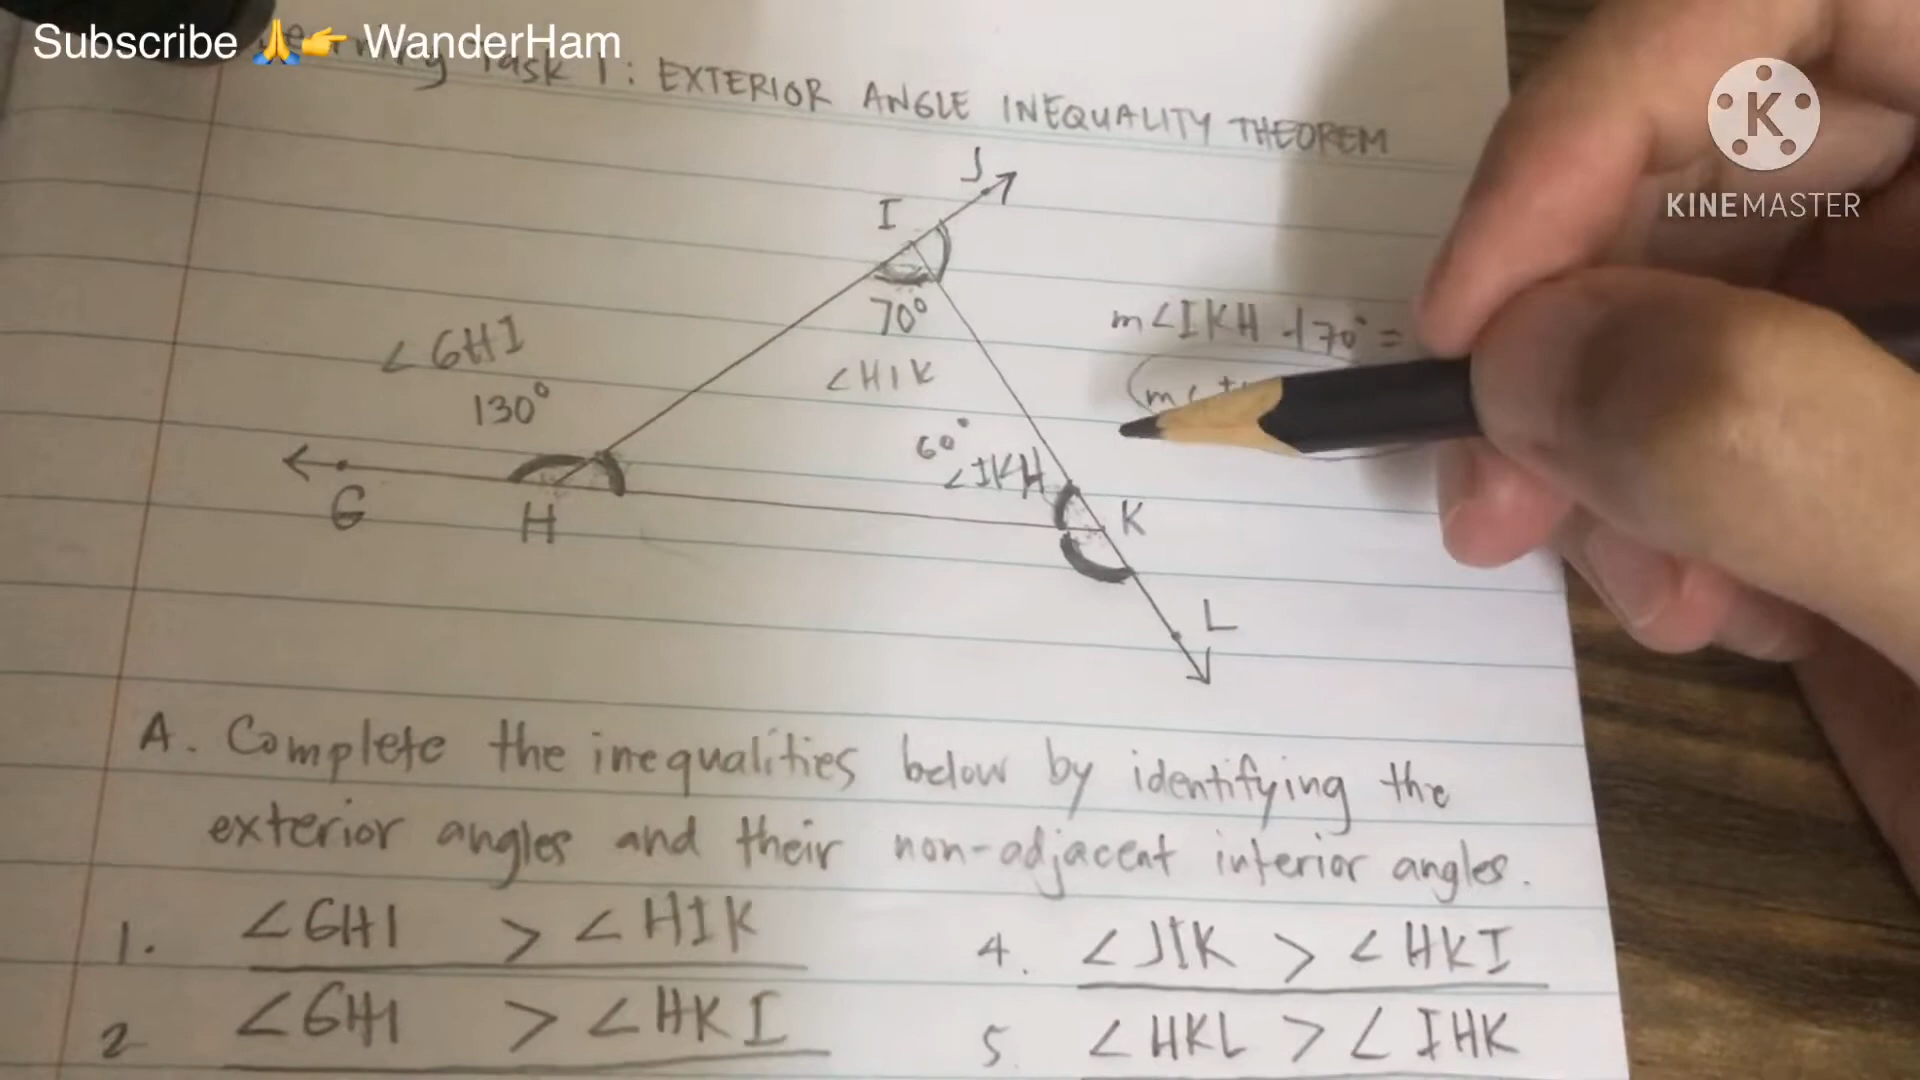 Subscribe 🙏👉 WanderHam
Task 1: EXTERIOR ANGLE INEQUALITY THEOREM
K
KINEMASTER
J
I
70°
∠HIK
m∠IKH + 70° =
∠GHI
130°
60°
∠IKH
G
H
K
L
A. Complete the inequalities below by identifying the
exterior angles and their non-adjacent interior angles.
1. ∠GHI > ∠HIK
2 ∠GHI > ∠HKI
4. ∠JIK > ∠HKI
5. ∠HKL > ∠IHK